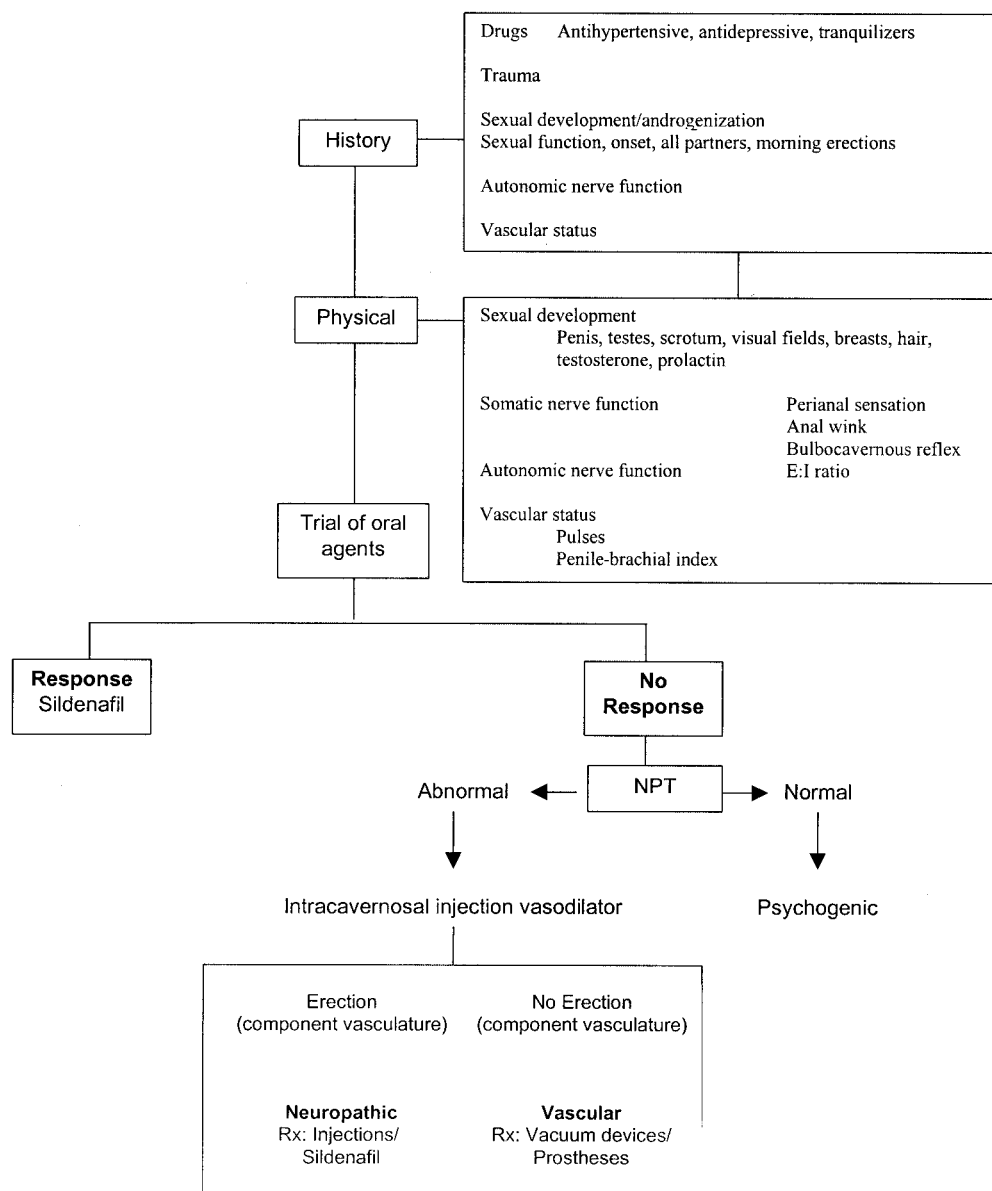 Drugs Antihypertensive, antidepressive, tranquilizers
Trauma
Sexual development/androgenization
Sexual function, onset, all partners, morning erections
Autonomic nerve function
Vascular status
History
Physical
Sexual development
Penis, testes, scrotum, visual fields, breasts, hair,
testosterone, prolactin
Somatic nerve function Perianal sensation
Anal wink
Bulbocavernous reflex
Autonomic nerve function E:I ratio
Vascular status
Pulses
Penile-brachial index
Trial of oral
agents
Response
Sildenafil
No
Response
Abnormal
NPT
Normal
Intracavernosal injection vasodilator
Psychogenic
Erection
(component vasculature)
No Erection
(component vasculature)
Neuropathic
Rx: Injections/
Sildenafil
Vascular
Rx: Vacuum devices/
Prostheses